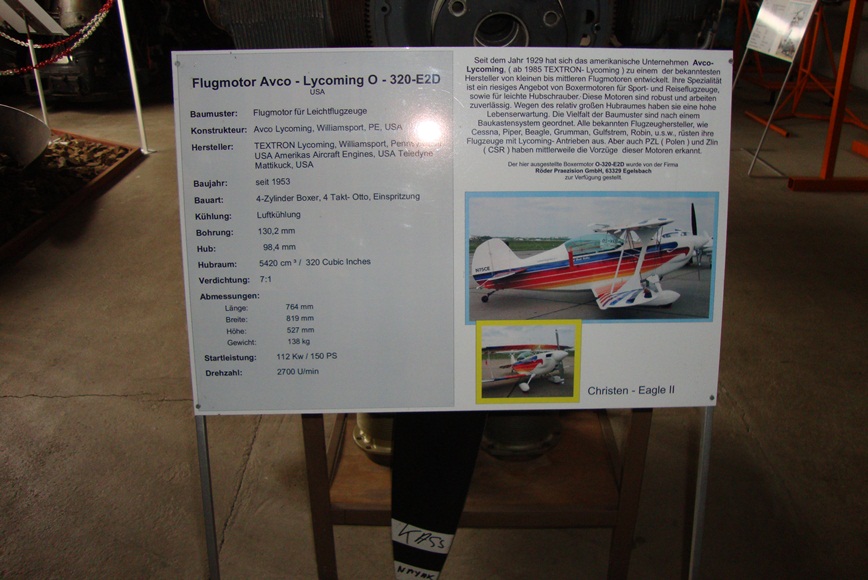 Flugmotor Avco - Lycoming O - 320-E2D
USA
Baumuster: Flugmotor für Leichtflugzeuge
Konstrukteur: Avco Lycoming, Williamsport, PE, USA
Hersteller: TEXTRON Lycoming, Williamsport,
USA Amerikas Aircraft Engines, USA Teledyne
Mattikuck, USA
Baujahr: seit 1953
Bauart: 4-Zylinder Boxer, 4 Takt- Otto, Einspritzung
Kühlung: Luftkühlung
Bohrung: 130,2 mm
Hub: 98,4 mm
Hubraum: 5420 cm ³ / 320 Cubic Inches
Verdichtung: 7:1
Abmessungen:
Länge: 764 mm
Breite: 819 mm
Höhe: 527 mm
Gewicht: 138 kg
Startleistung: 112 Kw / 150 PS
Drehzahl: 2700 U/min
Seit dem Jahr 1929 hat sich das amerikanische Unternehmen Avco-
Lycoming, ( ab 1985 TEXTRON- Lycoming ) zu einem der bekanntesten
Hersteller von kleinen bis mittleren Flugmotoren entwickelt. Ihre Spezialität
ist ein riesiges Angebot von Boxermotoren für Sport- und Reiseflugzeuge,
sowie für leichte Hubschrauber. Diese Motoren sind robust und arbeiten
zuverlässig. Wegen des relativ großen Hubraumes haben sie eine hohe
Lebenserwartung. Die Vielfalt der Baumuster sind nach einem
Baukastensystem geordnet. Alle bekannten Flugzeughersteller, wie
Cessna, Piper, Beagle, Grumman, Gulfstrem, Robin, u.s.w., rüsten ihre
Flugzeuge mit Lycoming- Antrieben aus. Aber auch PZL ( Polen ) und Zlin
( CSR ) haben mittlerweile die Vorzüge dieser Motoren erkannt.
Der hier ausgestellte Boxermotor O-320-E2D wurde von der Firma
Röder Praezision GmbH, 63329 Egelsbach
zur Verfügung gestellt.
Christen - Eagle II